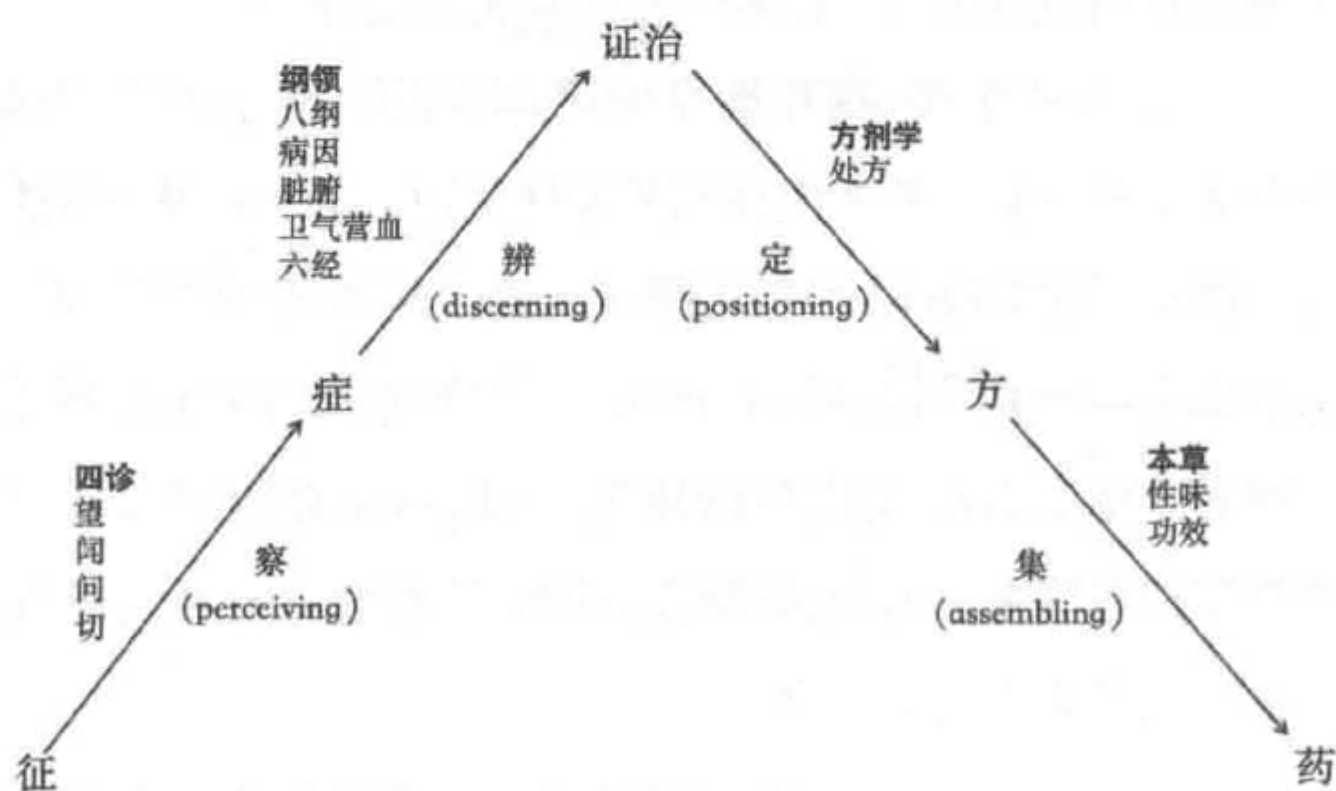 证治
纲领
八纲
病因
脏腑
卫气营血
六经
方剂学
处方
辨
(discerning)
定
(positioning)
症
方
四诊
望
闻
问
切
察
(perceiving)
本草
性味
功效
集
(assembling)
征
药